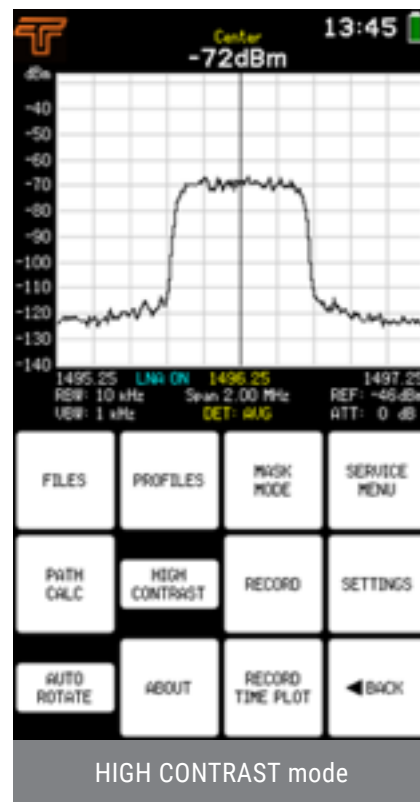 Center
13:45
-72dBm
dBm
-40
-50
-60
-70
-80
-90
-100
-110
-120
-130
-140
1495.25 LNA ON 1496.25 1497.25
RBW: 10 kHz Span 2.00 MHz REF: -46dBm
VBW: 1 kHz DET: AVG ATT: 0 dB
FILES
PROFILES
MASK
MODE
SERVICE
MENU
PATH
CALC
HIGH
CONTRAST
RECORD
SETTINGS
AUTO
ROTATE
ABOUT
RECORD
TIME PLOT
◀BACK
HIGH CONTRAST mode